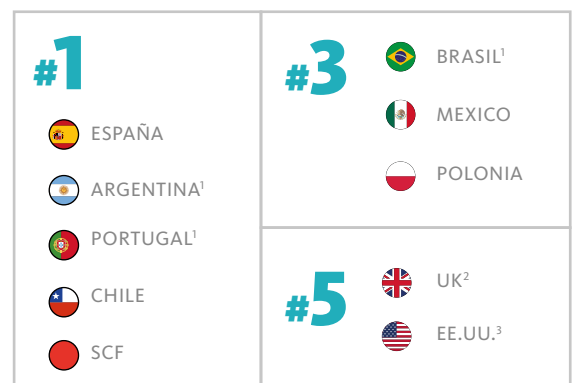 #1
ESPAÑA
ARGENTINA¹
PORTUGAL¹
CHILE
SCF
#3
BRASIL¹
MEXICO
POLONIA
#5
UK²
EE.UU.³